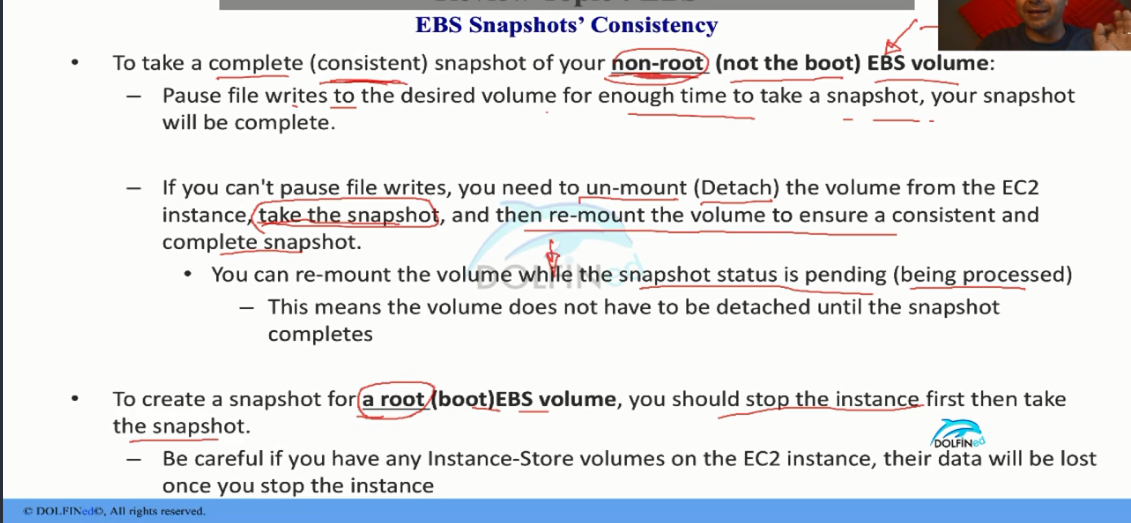 EBS Snapshots' Consistency
• To take a complete (consistent) snapshot of your non-root (not the boot) EBS volume:
– Pause file writes to the desired volume for enough time to take a snapshot, your snapshot
will be complete.
– If you can't pause file writes, you need to un-mount (Detach) the volume from the EC2
instance, take the snapshot, and then re-mount the volume to ensure a consistent and
complete snapshot.
• You can re-mount the volume while the snapshot status is pending (being processed)
– This means the volume does not have to be detached until the snapshot
completes
DOLFINed
• To create a snapshot for a root (boot)EBS volume, you should stop the instance first then take
the snapshot.
DOLFINed
– Be careful if you have any Instance-Store volumes on the EC2 instance, their data will be lost
once you stop the instance
© DOLFINed©, All rights reserved.